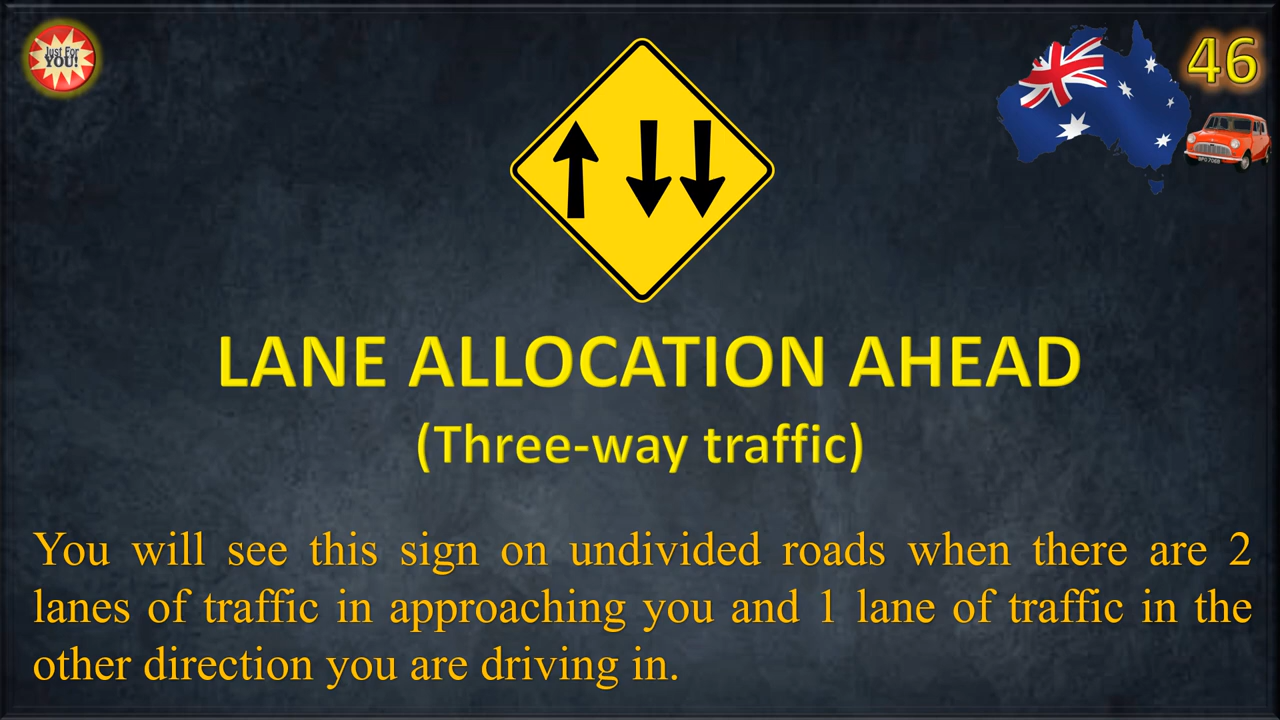 Just For
YOU!
46
LANE ALLOCATION AHEAD
(Three-way traffic)
You will see this sign on undivided roads when there are 2
lanes of traffic in approaching you and 1 lane of traffic in the
other direction you are driving in.